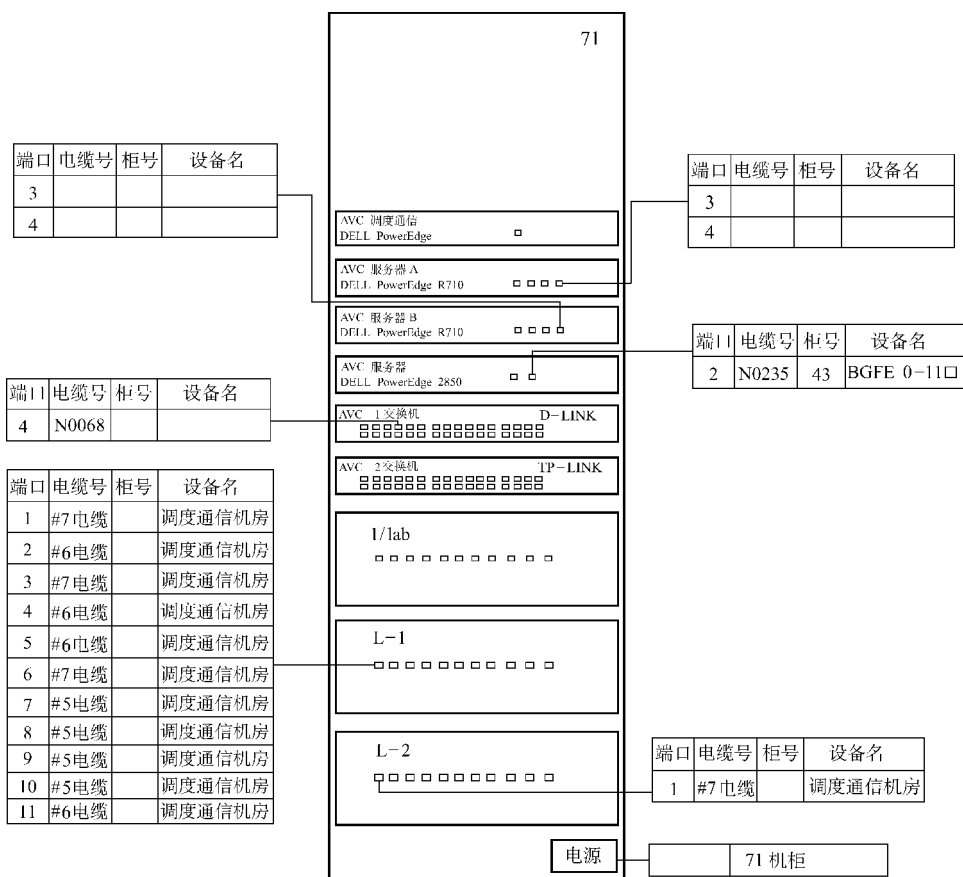 71
端口 电缆号 柜号 设备名
3
4
端口 电缆号 柜号 设备名
3
4
AVC 调度通信
DELL PowerEdge
AVC 服务器 A
DELL PowerEdge R710
AVC 服务器 B
DELL PowerEdge R710
AVC 服务器
DELL PowerEdge 2850
端口 电缆号 柜号 设备名
2 N0235 43 BGFE 0-11口
端口 电缆号 柜号 设备名
4 N0068
AVC 1交换机 D-LINK
AVC 2交换机 TP-LINK
端口 电缆号 柜号 设备名
1 #7电缆 调度通信机房
2 #6电缆 调度通信机房
3 #7电缆 调度通信机房
4 #6电缆 调度通信机房
5 #6电缆 调度通信机房
6 #7电缆 调度通信机房
7 #5电缆 调度通信机房
8 #5电缆 调度通信机房
9 #5电缆 调度通信机房
10 #5电缆 调度通信机房
11 #6电缆 调度通信机房
1/lab
L-1
L-2
端口 电缆号 柜号 设备名
1 #7电缆 调度通信机房
电源
71 机柜